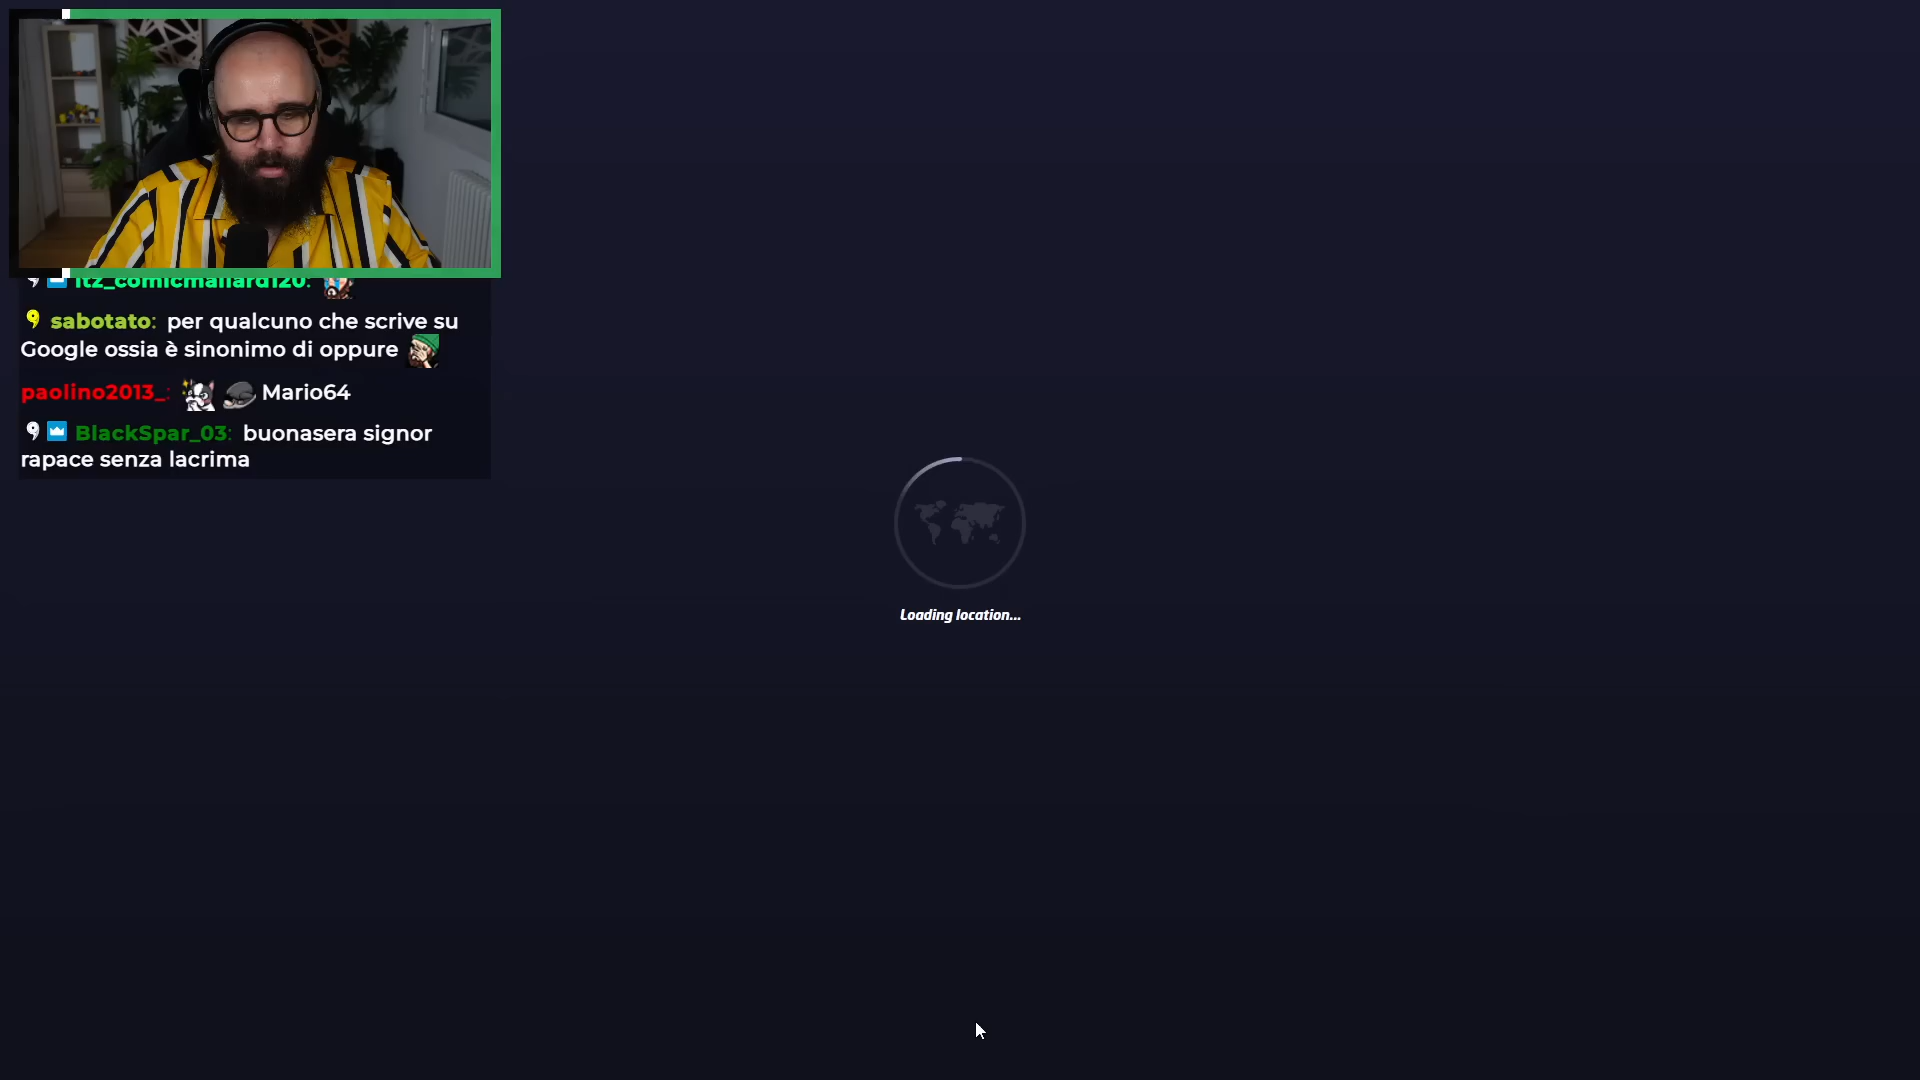 itz_comicmallard120:
sabotato: per qualcuno che scrive su
Google ossia è sinonimo di oppure
paolino2013_: Mario64
BlackSpar_03: buonasera signor
rapace senza lacrima
Loading location...